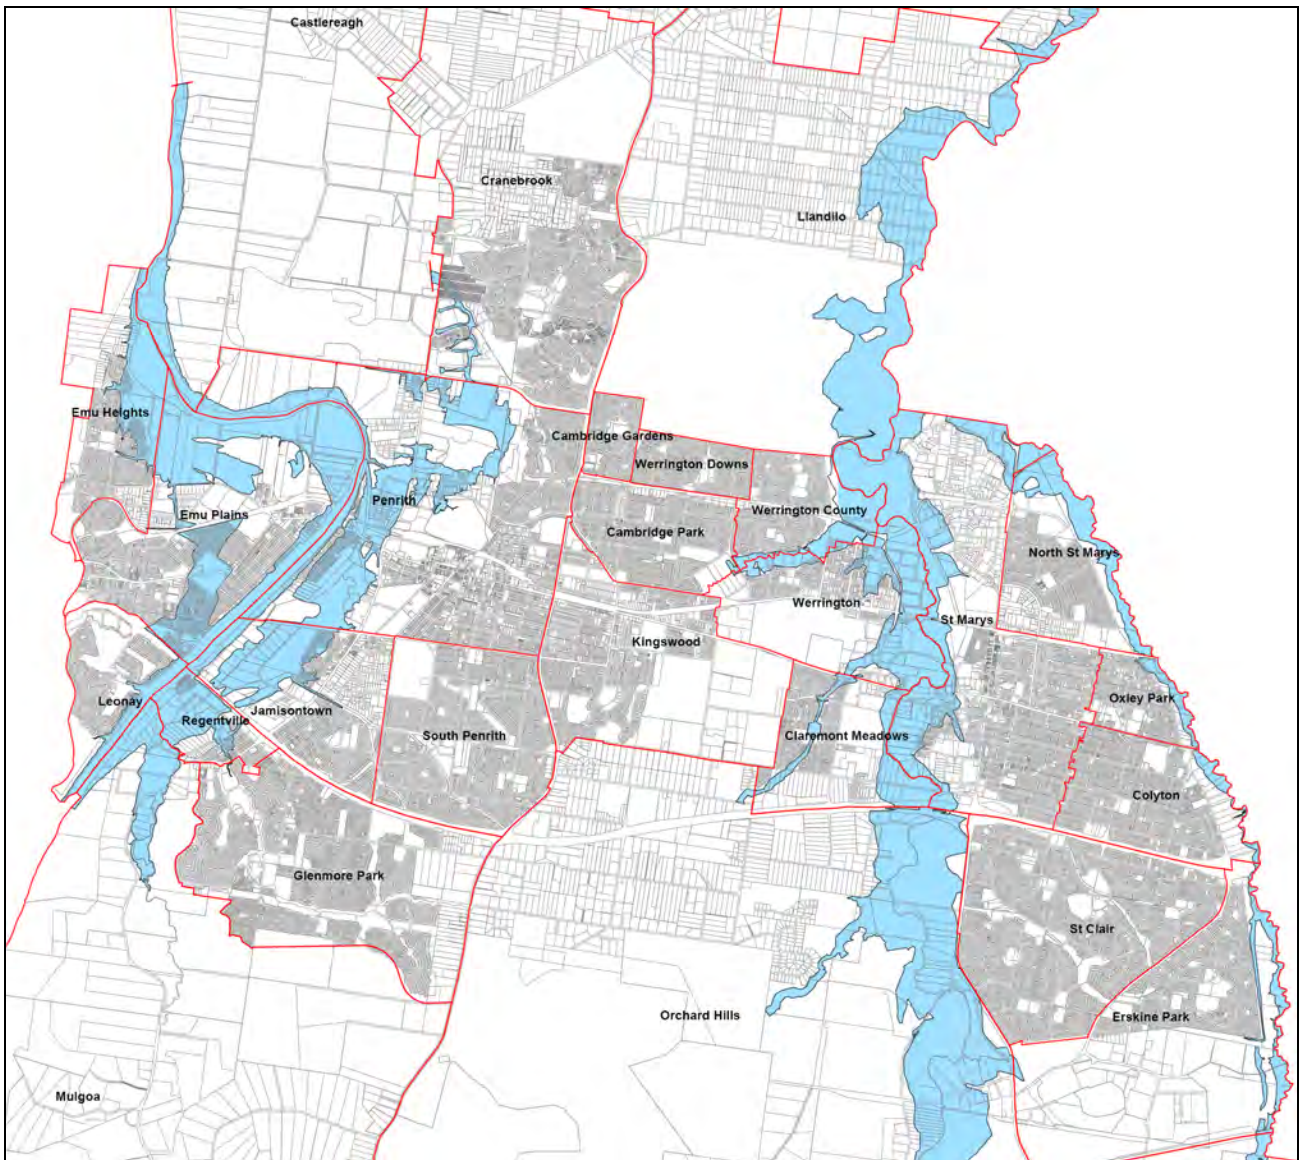 Castlereagh
Cranebrook
Llandilo
Emu Heights
Cambridge Gardens
Werrington Downs
Penrith
Emu Plains
Werrington County
Cambridge Park
North St Marys
Werrington
St Marys
Kingswood
Leonay
Regentville
Jamisontown
Oxley Park
South Penrith
Claremont Meadows
Colyton
Glenmore Park
St Clair
Orchard Hills
Erskine Park
Mulgoa